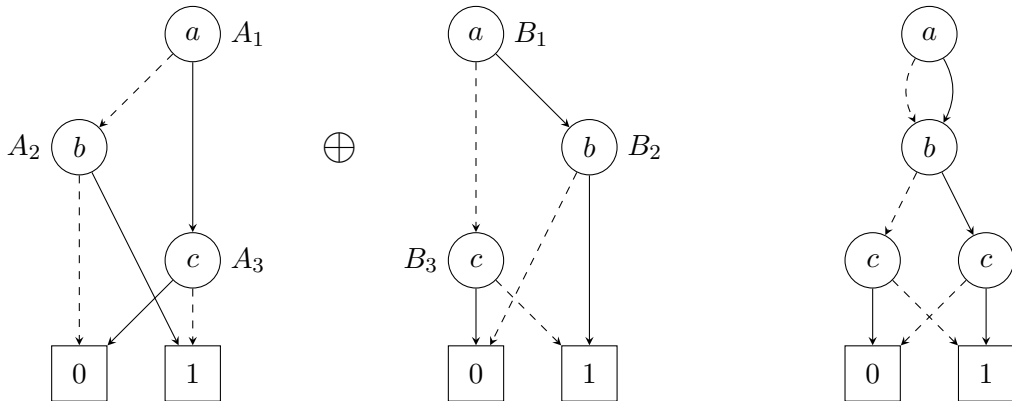 a A₁ a B₁ a
A₂ b ⊕ b B₂ b
c A₃ B₃ c c c
0 1 0 1 0 1